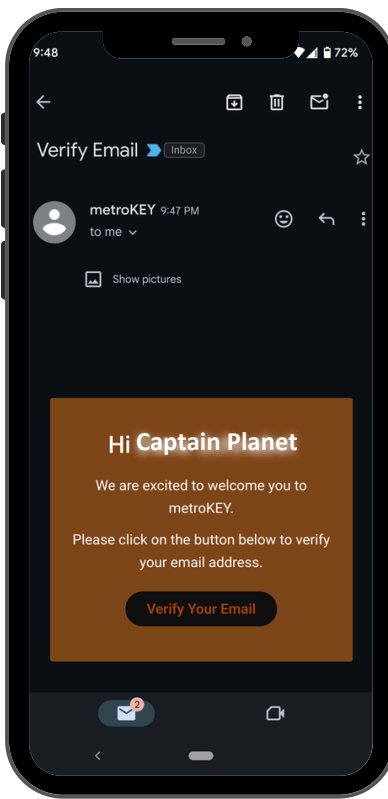 9:48 72%
Verify Email Inbox
metroKEY 9:47 PM
to me
Show pictures
Hi Captain Planet
We are excited to welcome you to
metroKEY.
Please click on the button below to verify
your email address.
Verify Your Email
2